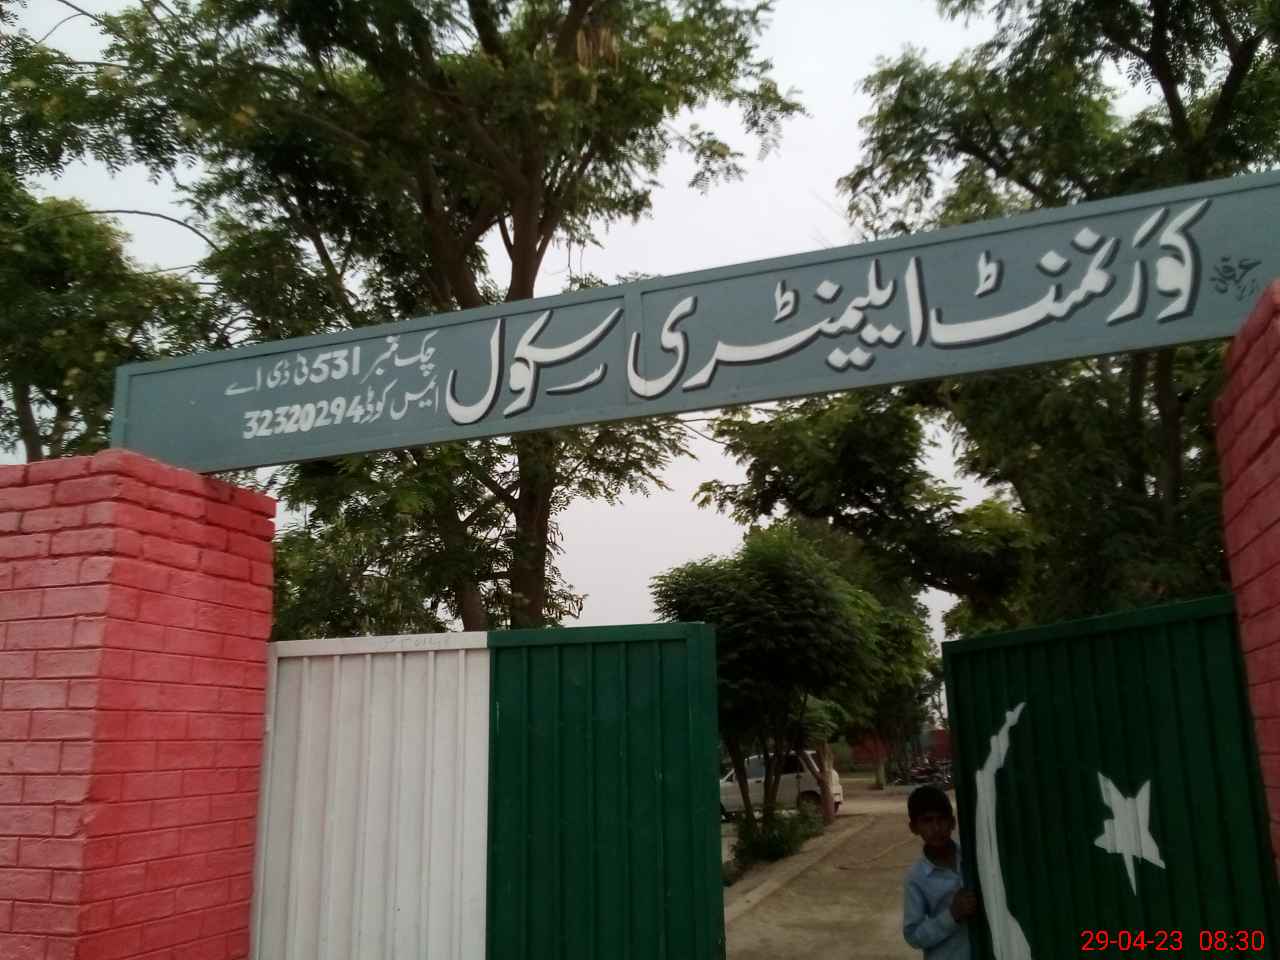 گورنمنٹ ایلیمنٹری سکول
چک نمبر 531 ٹی ڈی اے
ایس کوڈ 32320294
29-04-23 08:30